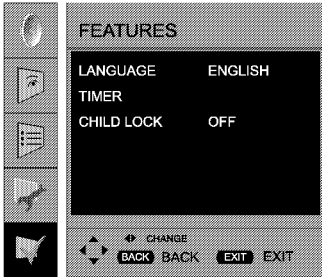 FEATURES
LANGUAGE ENGLISH
TIMER
CHILD LOCK OFF
CHANGE
BACK BACK EXIT EXIT